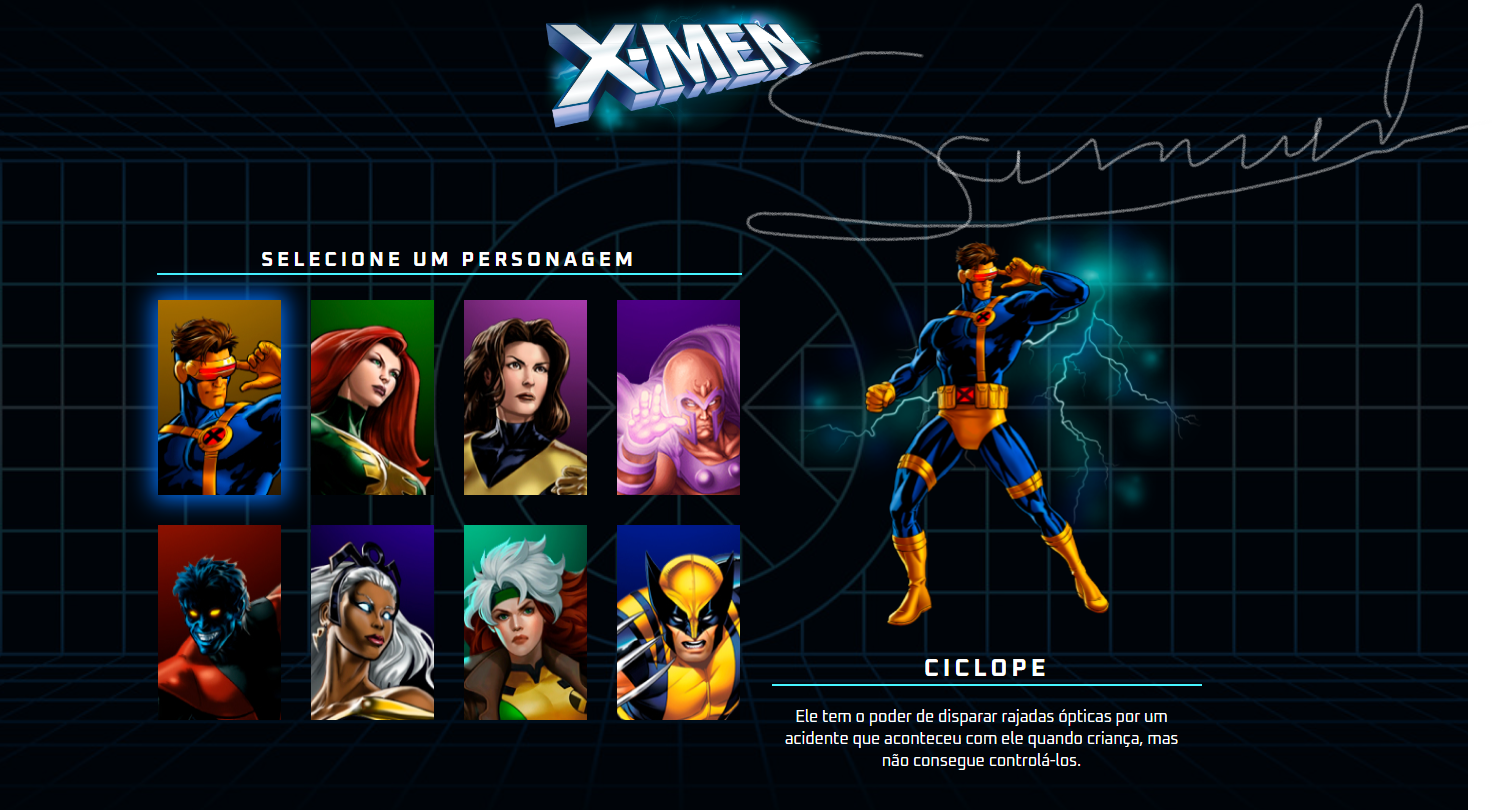 X-MEN
Samuel
SELECIONE UM PERSONAGEM
CICLOPE
Ele tem o poder de disparar rajadas ópticas por um
acidente que aconteceu com ele quando criança, mas
não consegue controlá-los.